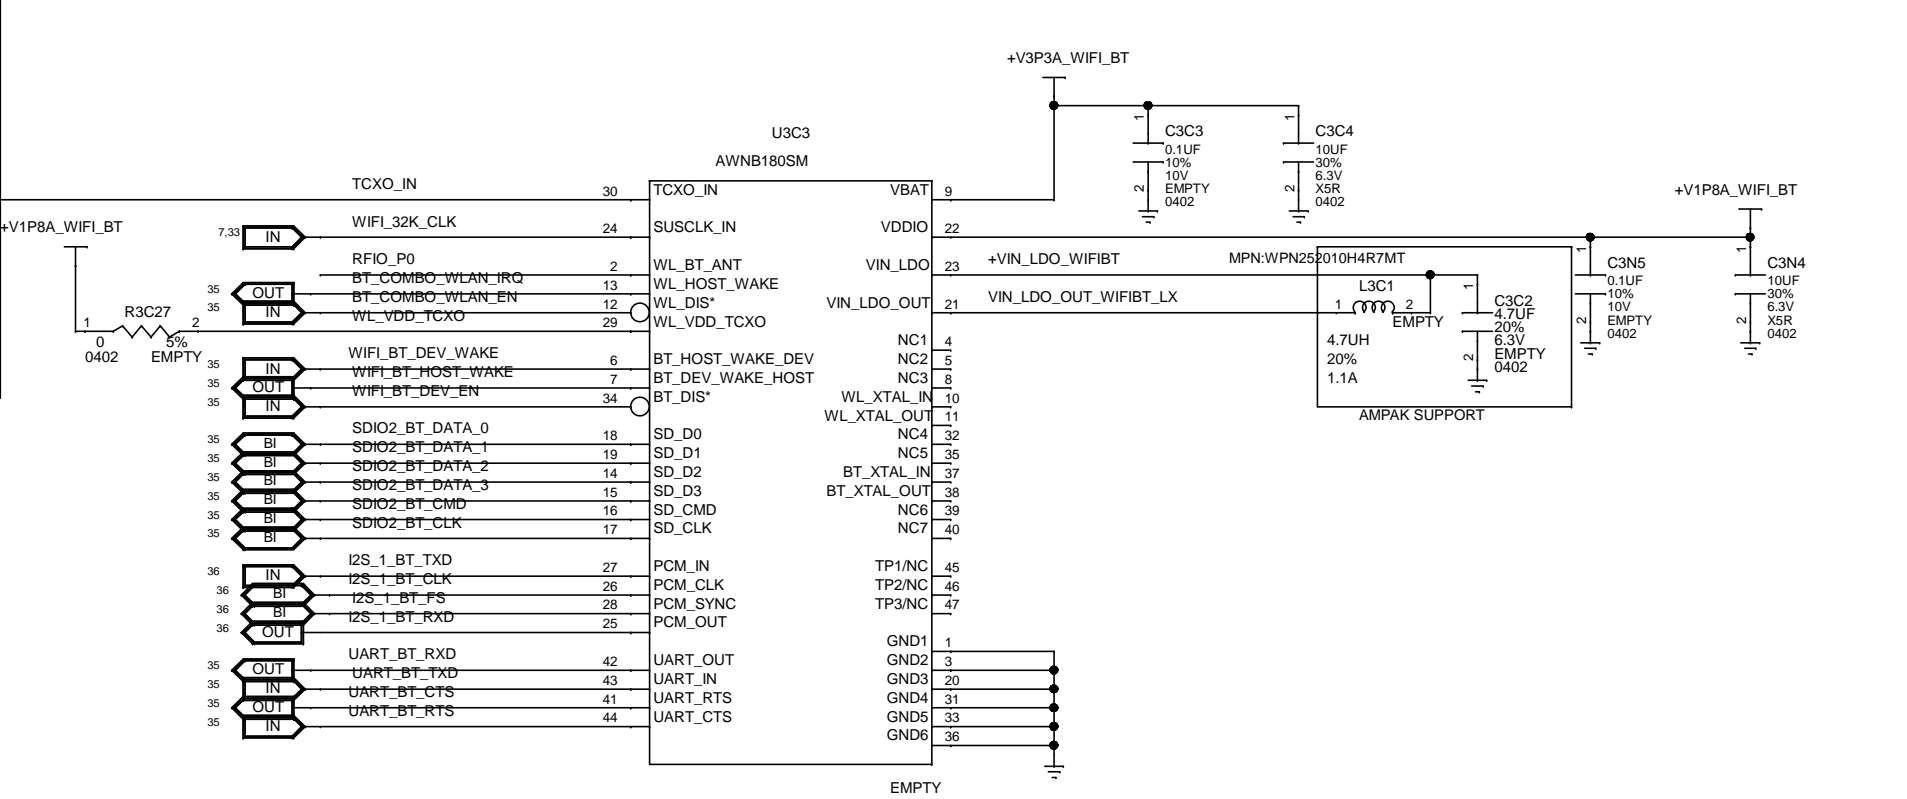 +V3P3A_WIFI_BT
U3C3
AWNB180SM
1
C3C3
0.1UF
10%
10V
EMPTY
0402
2
1
C3C4
10UF
30%
6.3V
X5R
0402
2
+V1P8A_WIFI_BT
TCXO_IN
30
TCXO_IN
VBAT
9
+V1P8A_WIFI_BT
7,33
IN
WIFI_32K_CLK
24
SUSCLK_IN
VDDIO
22
RFIO_P0
2
WL_BT_ANT
VIN_LDO
23
+VIN_LDO_WIFIBT
MPN:WPN252010H4R7MT
35
OUT
BT_COMBO_WLAN_IRQ
13
WL_HOST_WAKE
35
IN
BT_COMBO_WLAN_EN
12
WL_DIS*
VIN_LDO_OUT
21
VIN_LDO_OUT_WIFIBT_LX
WL_VDD_TCXO
29
WL_VDD_TCXO
R3C27
1
2
0
5%
0402
EMPTY
L3C1
1
2
EMPTY
4.7UH
20%
1.1A
1
C3C2
4.7UF
20%
6.3V
EMPTY
0402
2
AMPAK SUPPORT
1
C3N5
0.1UF
10%
10V
EMPTY
0402
2
1
C3N4
10UF
30%
6.3V
X5R
0402
2
NC1
4
35
IN
WIFI_BT_DEV_WAKE
6
BT_HOST_WAKE_DEV
NC2
5
35
OUT
WIFI_BT_HOST_WAKE
7
BT_DEV_WAKE_HOST
NC3
8
35
IN
WIFI_BT_DEV_EN
34
BT_DIS*
WL_XTAL_IN
10
WL_XTAL_OUT
11
35
BI
SDIO2_BT_DATA_0
18
SD_D0
NC4
32
35
BI
SDIO2_BT_DATA_1
19
SD_D1
NC5
35
35
BI
SDIO2_BT_DATA_2
14
SD_D2
BT_XTAL_IN
37
35
BI
SDIO2_BT_DATA_3
15
SD_D3
BT_XTAL_OUT
38
35
BI
SDIO2_BT_CMD
16
SD_CMD
NC6
39
35
BI
SDIO2_BT_CLK
17
SD_CLK
NC7
40
36
IN
I2S_1_BT_TXD
27
PCM_IN
TP1/NC
45
36
BI
I2S_1_BT_CLK
26
PCM_CLK
TP2/NC
46
36
BI
I2S_1_BT_FS
28
PCM_SYNC
TP3/NC
47
36
OUT
I2S_1_BT_RXD
25
PCM_OUT
GND1
1
35
OUT
UART_BT_RXD
42
UART_OUT
GND2
3
35
IN
UART_BT_TXD
43
UART_IN
GND3
20
35
OUT
UART_BT_CTS
41
UART_RTS
GND4
31
35
IN
UART_BT_RTS
44
UART_CTS
GND5
33
GND6
36
EMPTY